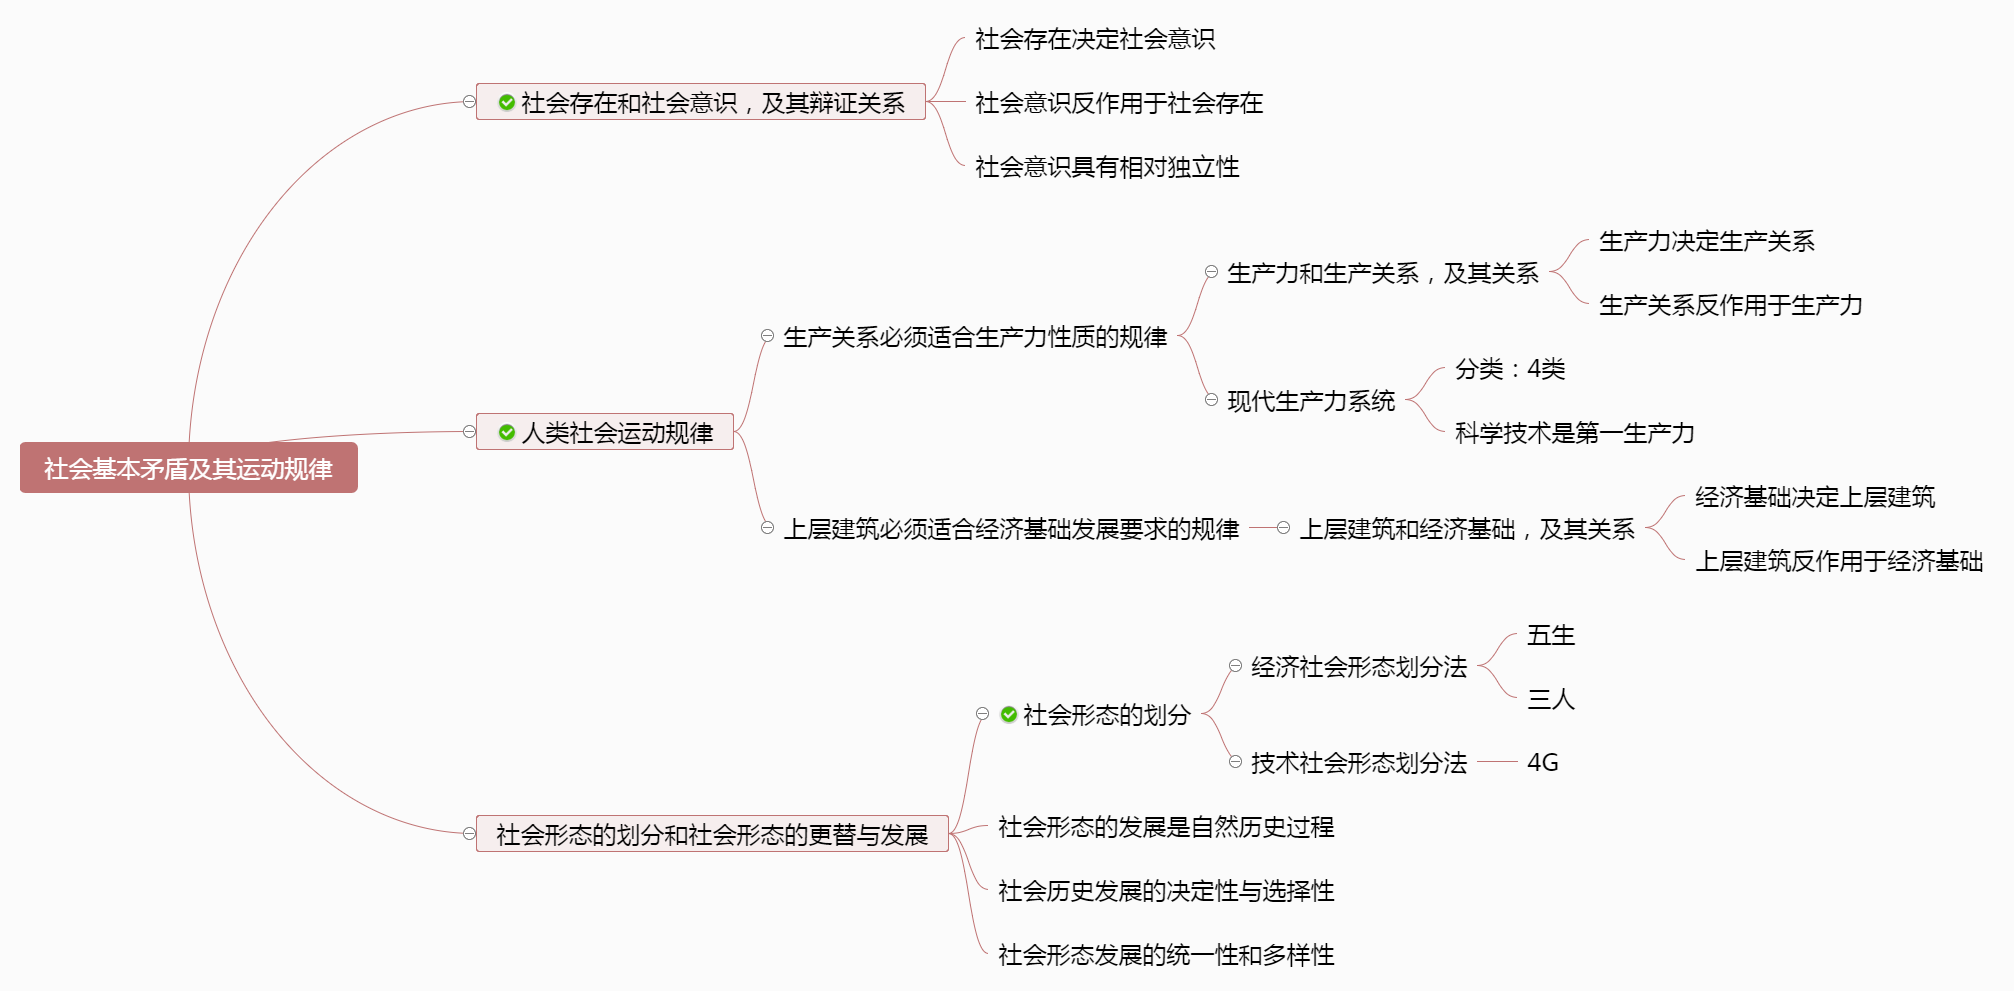 社会基本矛盾及其运动规律
社会存在和社会意识，及其辩证关系
社会存在决定社会意识
社会意识反作用于社会存在
社会意识具有相对独立性
人类社会运动规律
生产关系必须适合生产力性质的规律
生产力和生产关系，及其关系
生产力决定生产关系
生产关系反作用于生产力
现代生产力系统
分类：4类
科学技术是第一生产力
上层建筑必须适合经济基础发展要求的规律
上层建筑和经济基础，及其关系
经济基础决定上层建筑
上层建筑反作用于经济基础
社会形态的划分和社会形态的更替与发展
社会形态的划分
经济社会形态划分法
五生
三人
技术社会形态划分法
4G
社会形态的发展是自然历史过程
社会历史发展的决定性与选择性
社会形态发展的统一性和多样性